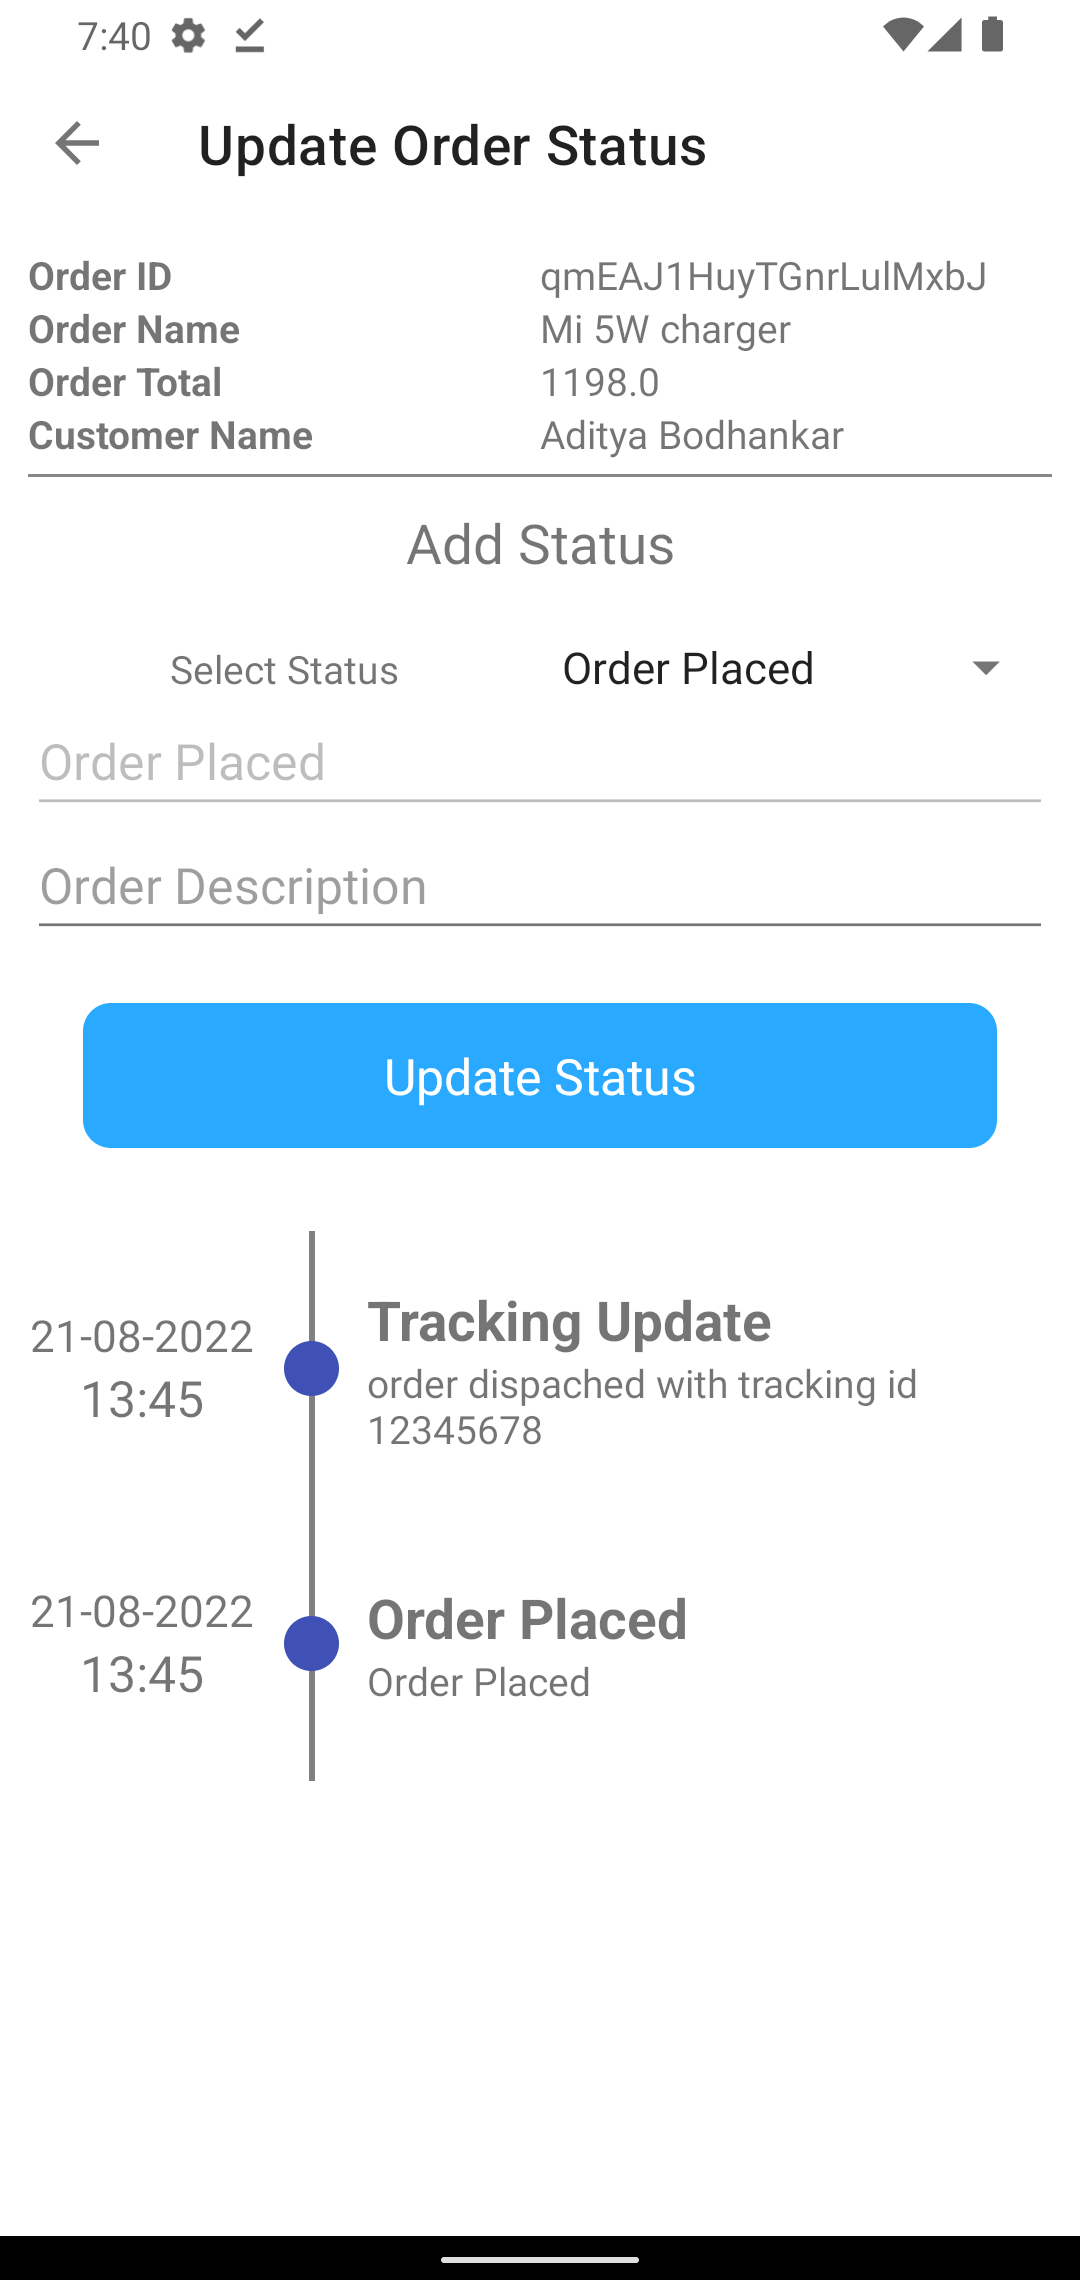 7:40
Update Order Status
Order ID qmEAJ1HuyTGnrLulMxbJ
Order Name Mi 5W charger
Order Total 1198.0
Customer Name Aditya Bodhankar
Add Status
Select Status Order Placed
Order Placed
Order Description
Update Status
21-08-2022
13:45
Tracking Update
order dispached with tracking id
12345678
21-08-2022
13:45
Order Placed
Order Placed